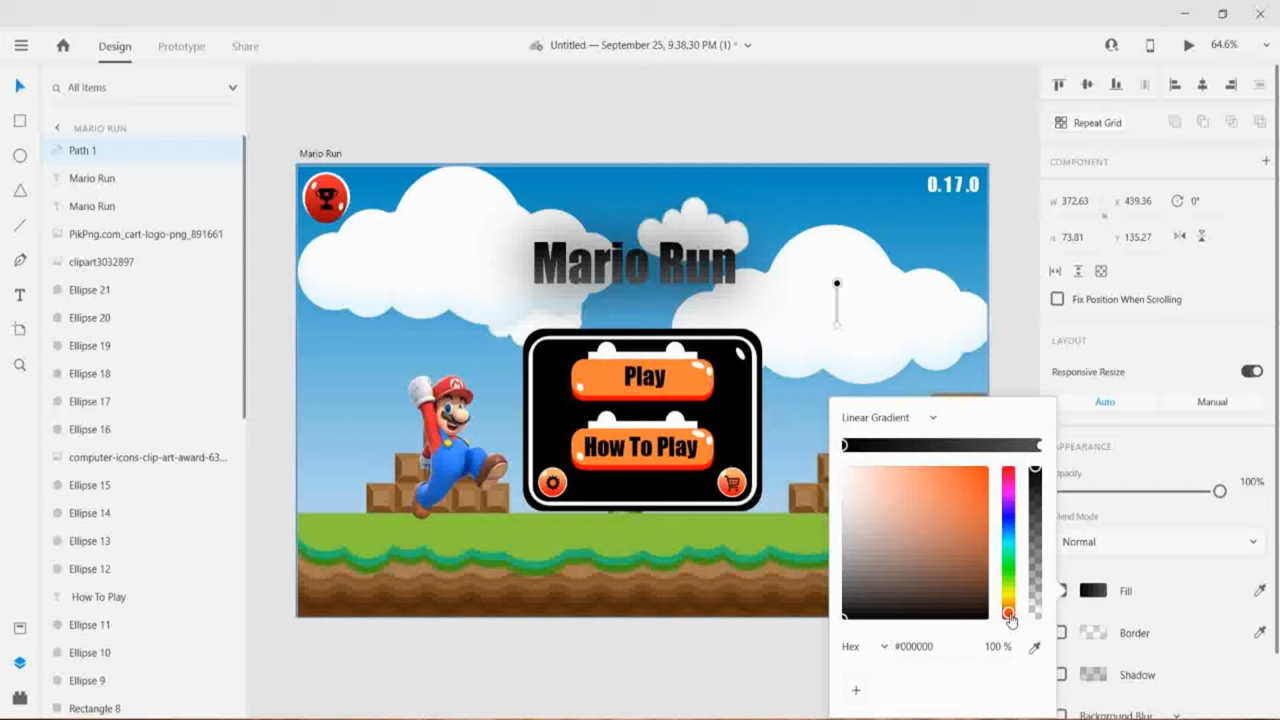 Design
Prototype
Share
Untitled — September 25, 9.38.30 PM (1) *
64.6%
All Items
MARIO RUN
Path 1
Mario Run
Mario Run
PikPng.com_cart-logo-png_891661
clipart3032897
Ellipse 21
Ellipse 20
Ellipse 19
Ellipse 18
Ellipse 17
Ellipse 16
computer-icons-clip-art-award-63...
Ellipse 15
Ellipse 14
Ellipse 13
Ellipse 12
How To Play
Ellipse 11
Ellipse 10
Ellipse 9
Rectangle 8
Mario Run
0.17.0
Mario Run
Play
How To Play
Linear Gradient
Hex
#000000
100 %
Repeat Grid
COMPONENT
W 372.63
X 439.36
0°
H 73.81
Y 135.27
Fix Position When Scrolling
LAYOUT
Responsive Resize
Auto
Manual
APPEARANCE
Opacity
100%
Blend Mode
Normal
Fill
Border
Shadow
Background Blur